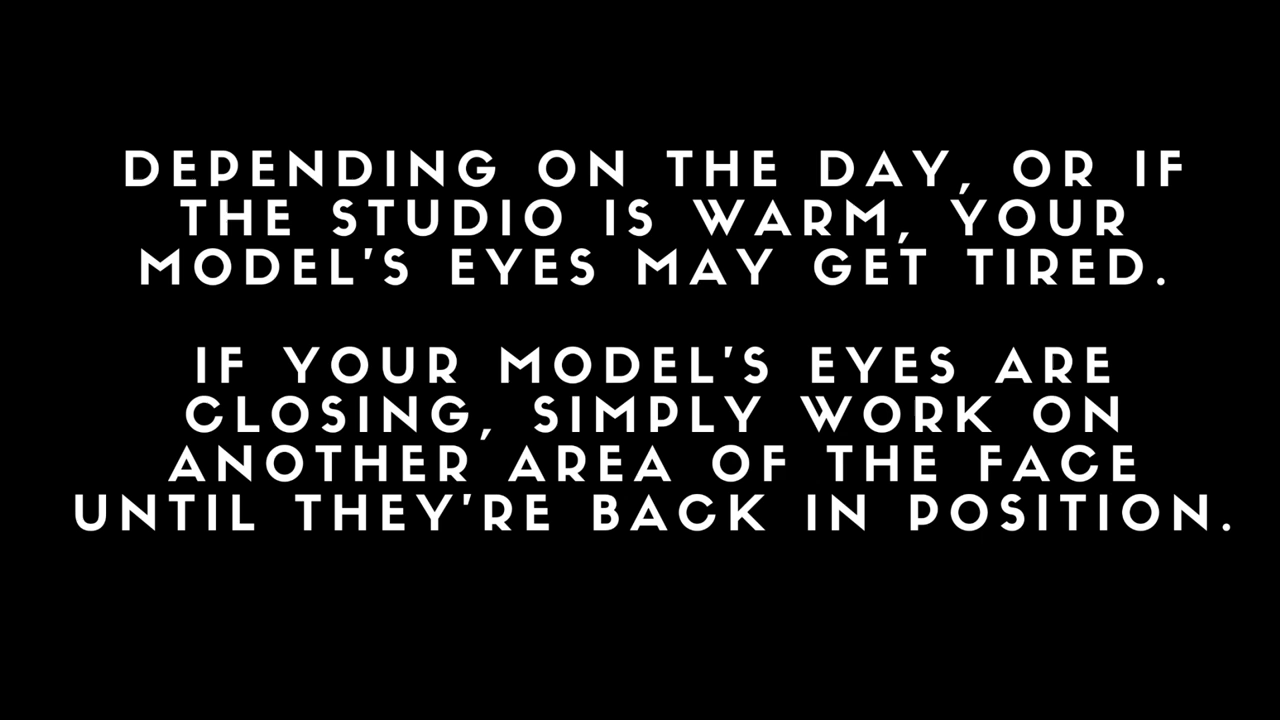 DEPENDING ON THE DAY, OR IF
THE STUDIO IS WARM, YOUR
MODEL'S EYES MAY GET TIRED.
IF YOUR MODEL'S EYES ARE
CLOSING, SIMPLY WORK ON
ANOTHER AREA OF THE FACE
UNTIL THEY'RE BACK IN POSITION.